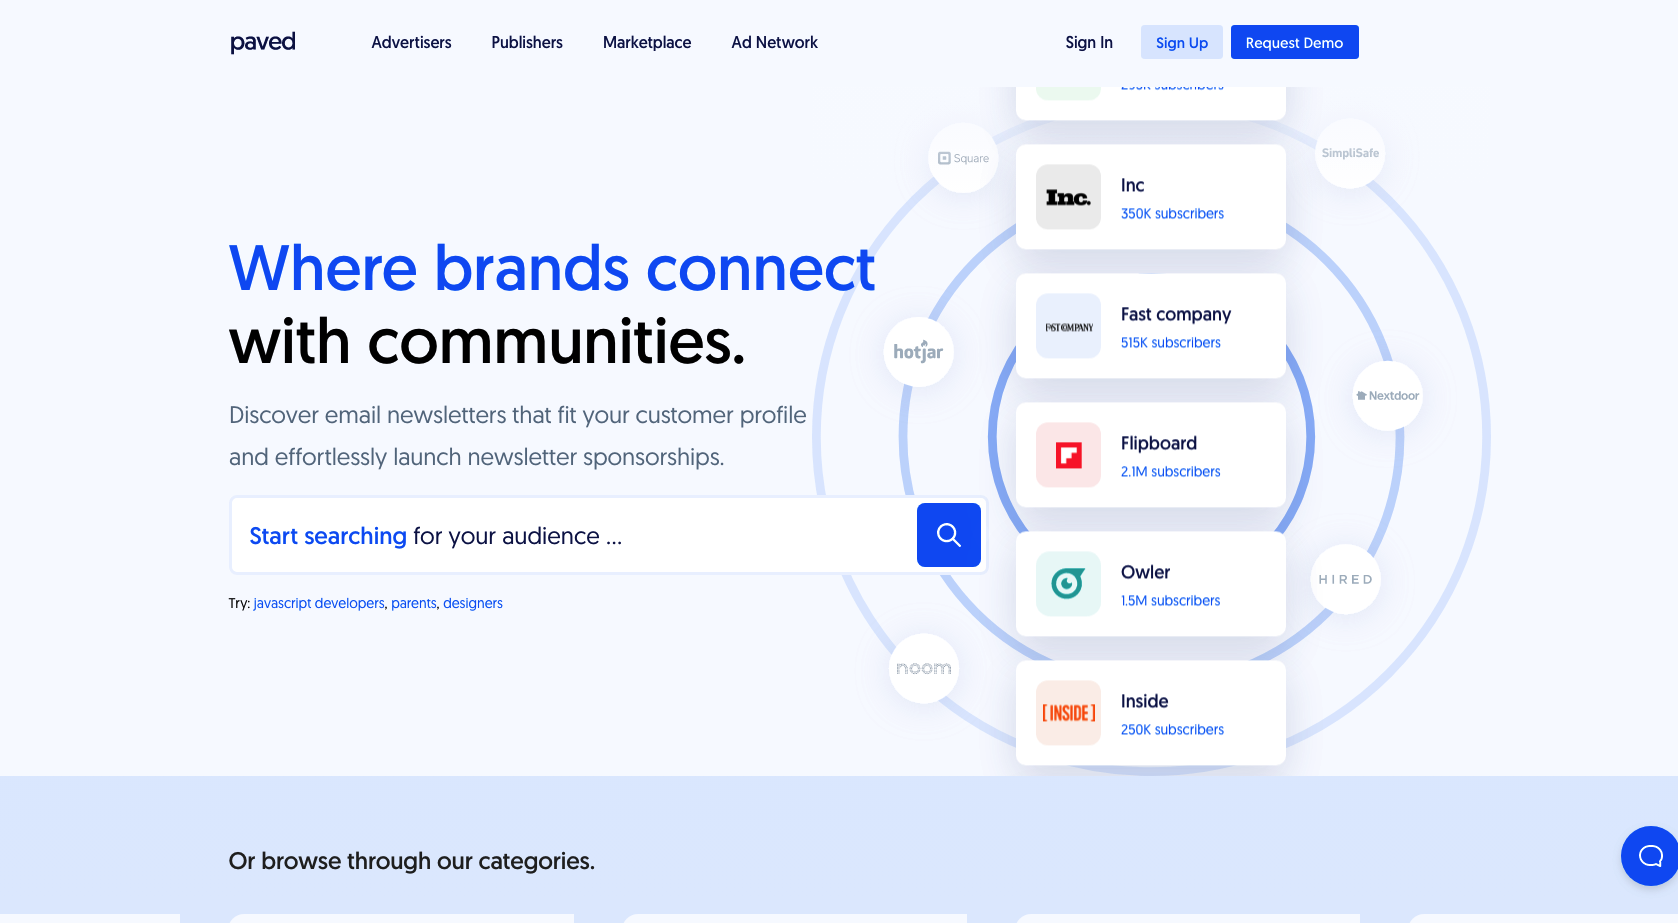 paved
Advertisers
Publishers
Marketplace
Ad Network
Sign In
Sign Up
Request Demo
Square
SimpliSafe
Inc.
Inc
350K subscribers
Where brands connect
with communities.
FAST COMPANY
Fast company
515K subscribers
hotjar
Nextdoor
Discover email newsletters that fit your customer profile
and effortlessly launch newsletter sponsorships.
Flipboard
2.1M subscribers
Start searching for your audience ...
Try: javascript developers, parents, designers
Owler
1.5M subscribers
HIRED
noom
[INSIDE]
Inside
250K subscribers
Or browse through our categories.